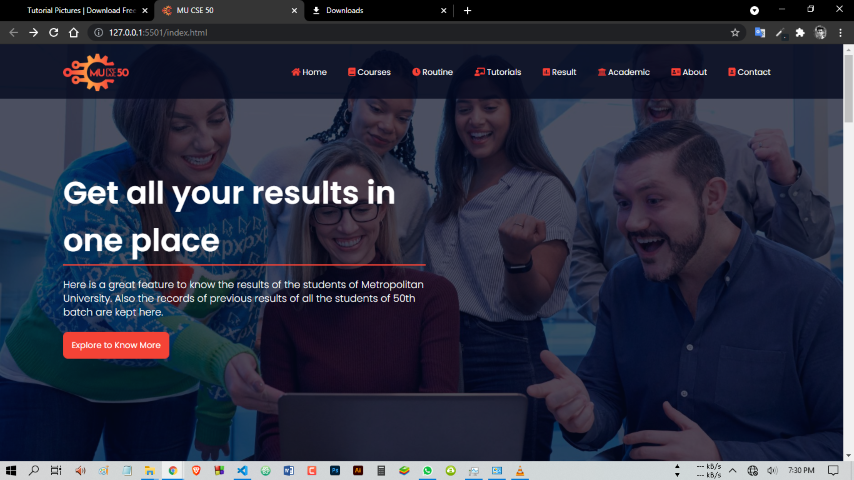 Tutorial Pictures | Download Free
MU CSE 50
Downloads
127.0.0.1:5501/index.html
MU CSE 50
Home
Courses
Routine
Tutorials
Result
Academic
About
Contact
Get all your results in
one place
Here is a great feature to know the results of the students of Metropolitan
University. Also the records of previous results of all the students of 50th
batch are kept here.
Explore to Know More
--- kB/s
--- kB/s
7:30 PM